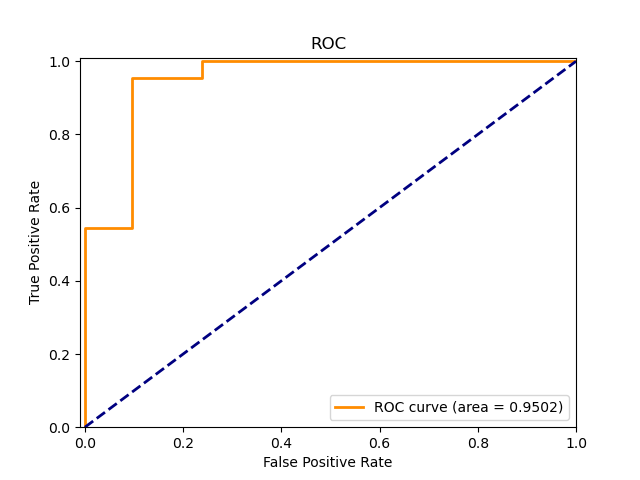 ROC
True Positive Rate
1.0
0.8
0.6
0.4
0.2
0.0
ROC curve (area = 0.9502)
0.0 0.2 0.4 0.6 0.8 1.0
False Positive Rate